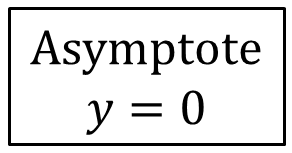 Asymptote
y = 0